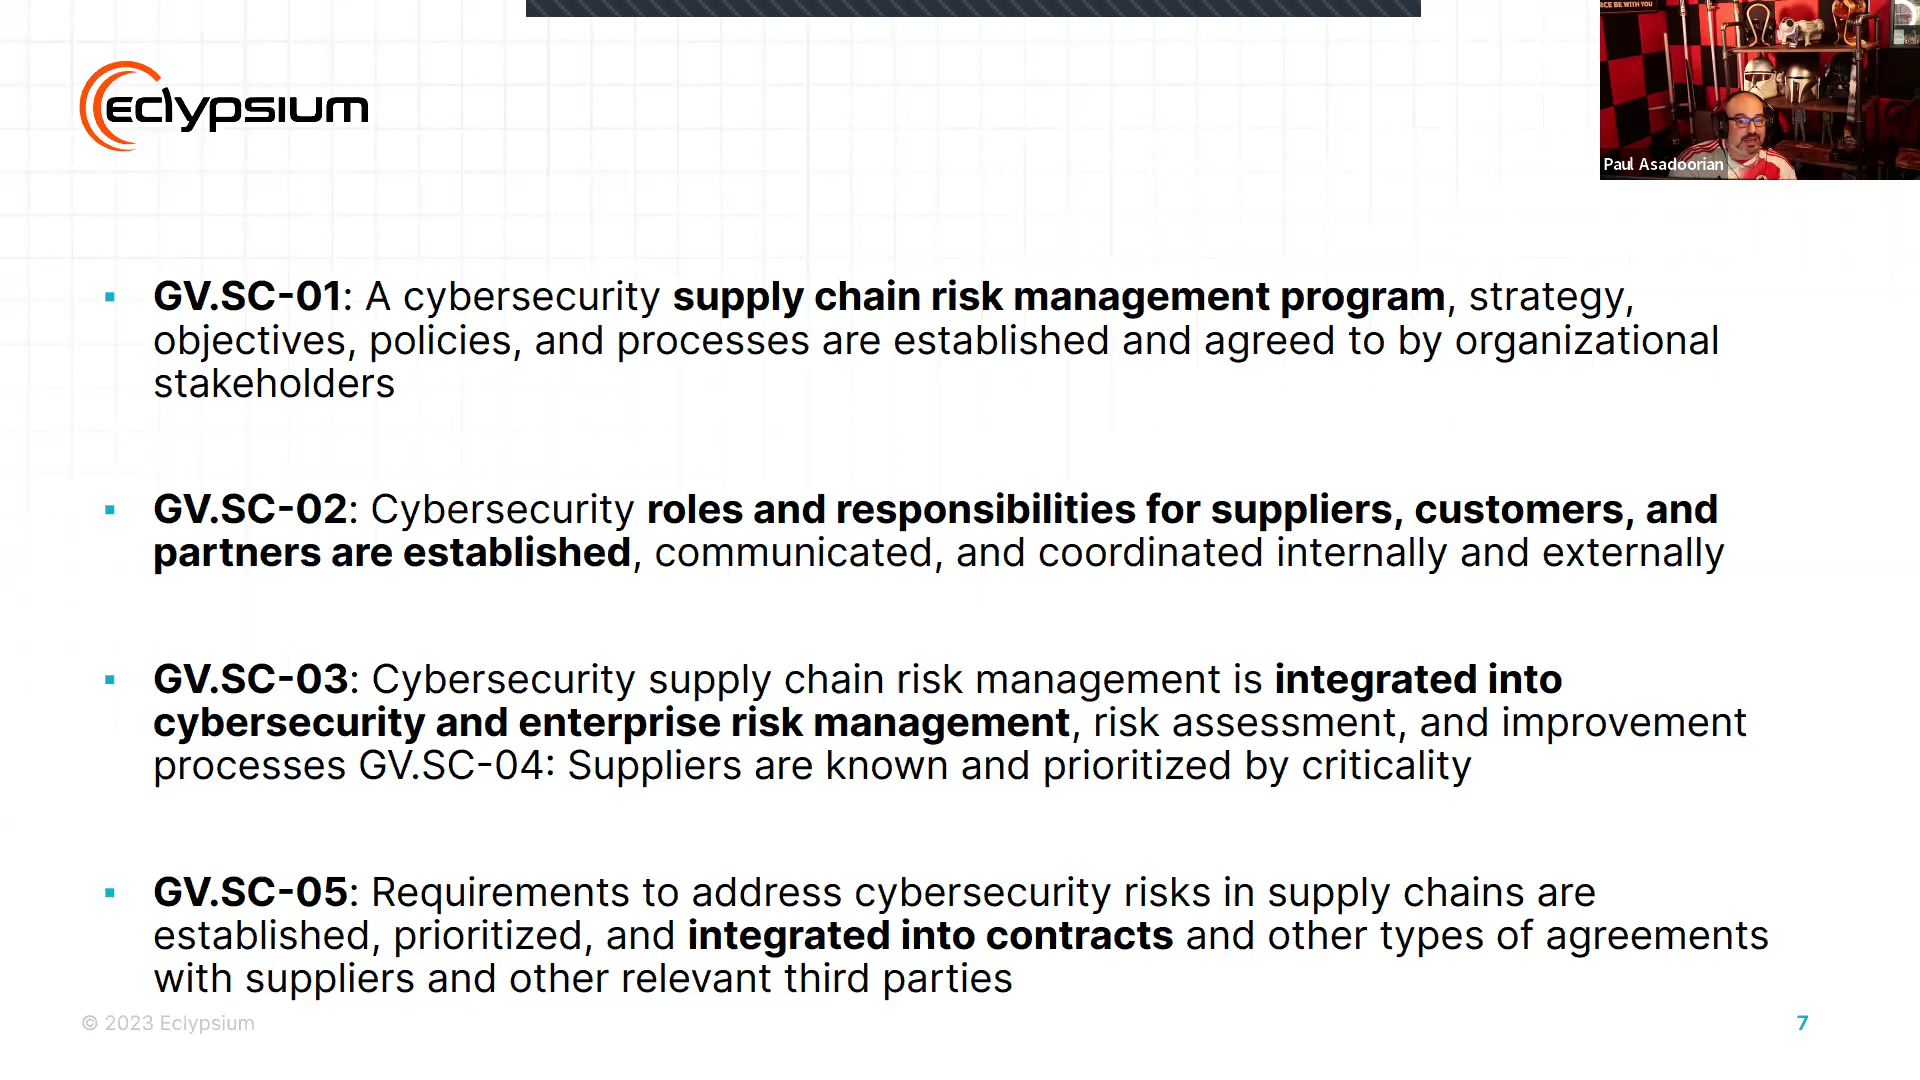 RCE BE WITH YOU
Eclypsium
Paul Asadoorian
▪ GV.SC-01: A cybersecurity supply chain risk management program, strategy,
objectives, policies, and processes are established and agreed to by organizational
stakeholders
▪ GV.SC-02: Cybersecurity roles and responsibilities for suppliers, customers, and
partners are established, communicated, and coordinated internally and externally
▪ GV.SC-03: Cybersecurity supply chain risk management is integrated into
cybersecurity and enterprise risk management, risk assessment, and improvement
processes GV.SC-04: Suppliers are known and prioritized by criticality
▪ GV.SC-05: Requirements to address cybersecurity risks in supply chains are
established, prioritized, and integrated into contracts and other types of agreements
with suppliers and other relevant third parties
© 2023 Eclypsium
7